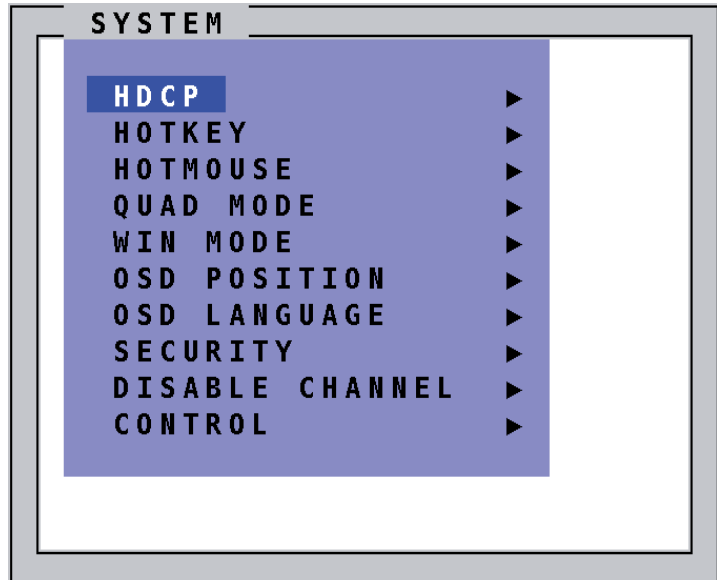 SYSTEM
HDCP
HOTKEY
HOTMOUSE
QUAD MODE
WIN MODE
OSD POSITION
OSD LANGUAGE
SECURITY
DISABLE CHANNEL
CONTROL